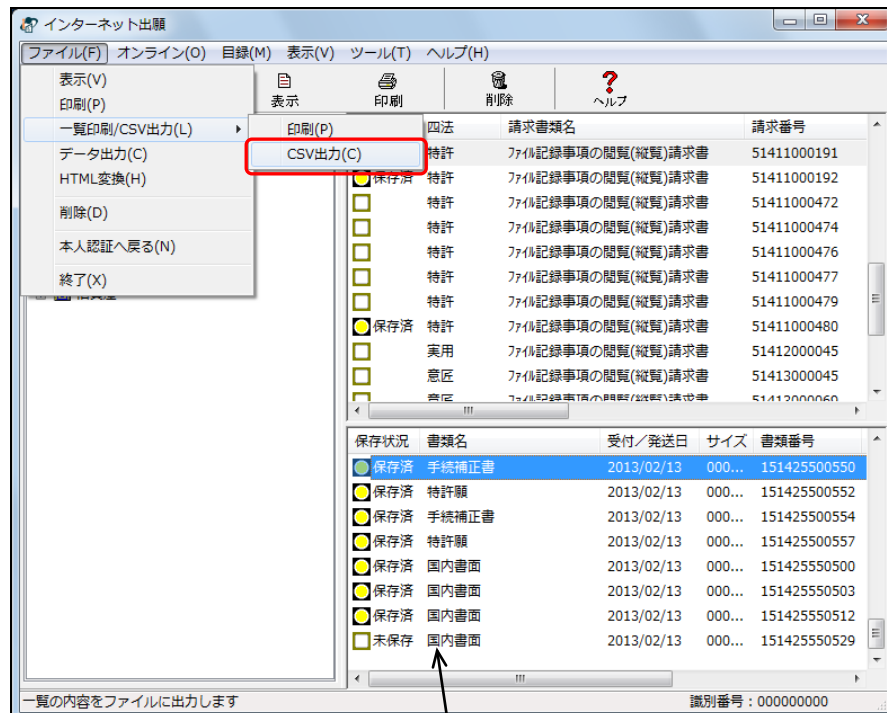 インターネット出願
ファイル(F) オンライン(O) 目録(M) 表示(V) ツール(T) ヘルプ(H)
表示 印刷 削除 ヘルプ
表示(V)
印刷(P)
一覧印刷/CSV出力(L)
データ出力(C)
HTML変換(H)
削除(D)
本人認証へ戻る(N)
終了(X)
印刷(P)
CSV出力(C)
四法 請求書類名 請求番号
特許 ファイル記録事項の閲覧(縦覧)請求書 51411000191
保存済 特許 ファイル記録事項の閲覧(縦覧)請求書 51411000192
特許 ファイル記録事項の閲覧(縦覧)請求書 51411000472
特許 ファイル記録事項の閲覧(縦覧)請求書 51411000474
特許 ファイル記録事項の閲覧(縦覧)請求書 51411000476
特許 ファイル記録事項の閲覧(縦覧)請求書 51411000477
特許 ファイル記録事項の閲覧(縦覧)請求書 51411000479
保存済 特許 ファイル記録事項の閲覧(縦覧)請求書 51411000480
実用 ファイル記録事項の閲覧(縦覧)請求書 51412000045
意匠 ファイル記録事項の閲覧(縦覧)請求書 51413000045
意匠 ファイル記録事項の閲覧(縦覧)請求書 51413000060
保存状況 書類名 受付/発送日 サイズ 書類番号
保存済 手続補正書 2013/02/13 000... 151425500550
保存済 特許願 2013/02/13 000... 151425500552
保存済 手続補正書 2013/02/13 000... 151425500554
保存済 特許願 2013/02/13 000... 151425500557
保存済 国内書面 2013/02/13 000... 151425550500
保存済 国内書面 2013/02/13 000... 151425550503
保存済 国内書面 2013/02/13 000... 151425550512
未保存 国内書面 2013/02/13 000... 151425550529
一覧の内容をファイルに出力します 識別番号：000000000